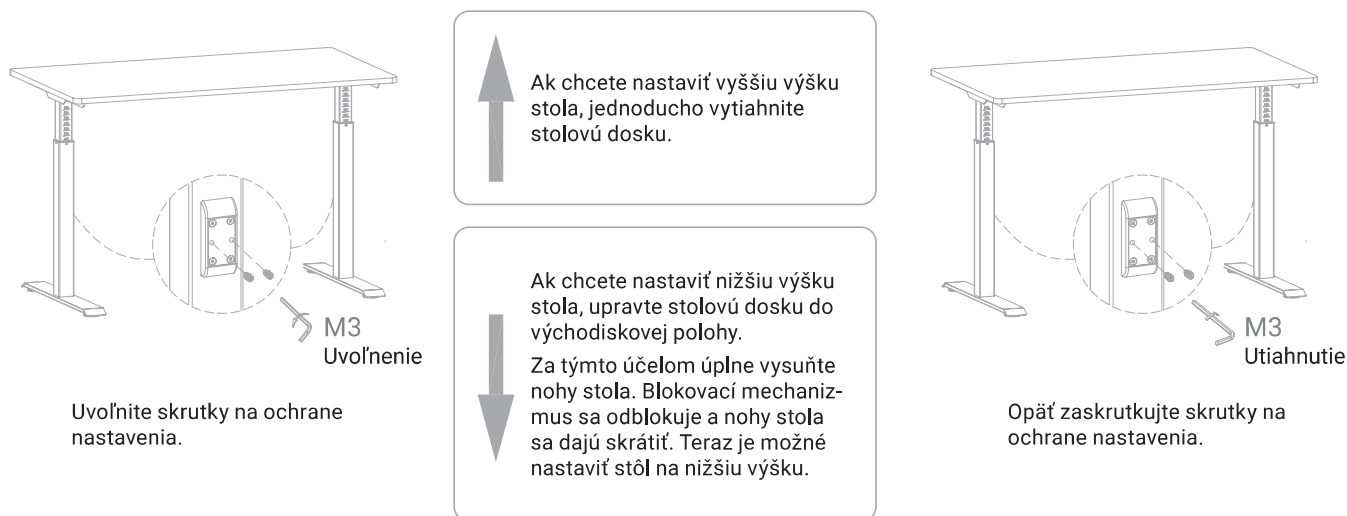 M3
Uvoľnenie
Uvoľnite skrutky na ochrane
nastavenia.
Ak chcete nastaviť vyššiu výšku
stola, jednoducho vytiahnite
stolovú dosku.
Ak chcete nastaviť nižšiu výšku
stola, upravte stolovú dosku do
východiskovej polohy.
Za týmto účelom úplne vysuňte
nohy stola. Blokovací mechaniz-
mus sa odblokuje a nohy stola
sa dajú skrátiť. Teraz je možné
nastaviť stôl na nižšiu výšku.
M3
Utiahnutie
Opäť zaskrutkujte skrutky na
ochrane nastavenia.